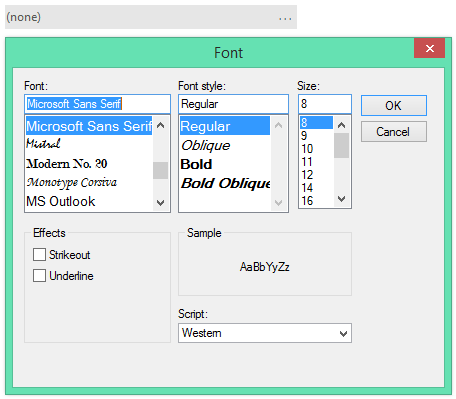 (none) ...
Font
Font: Font style: Size:
Microsoft Sans Serif Regular 8 OK
Microsoft Sans Serif Regular 8
Mistral Oblique 9
Modern No. 20 Bold 10
Monotype Corsiva Bold Oblique 11
MS Outlook 12
14
16
Cancel
Effects
Strikeout
Underline
Sample
AaBbYyZz
Script:
Western